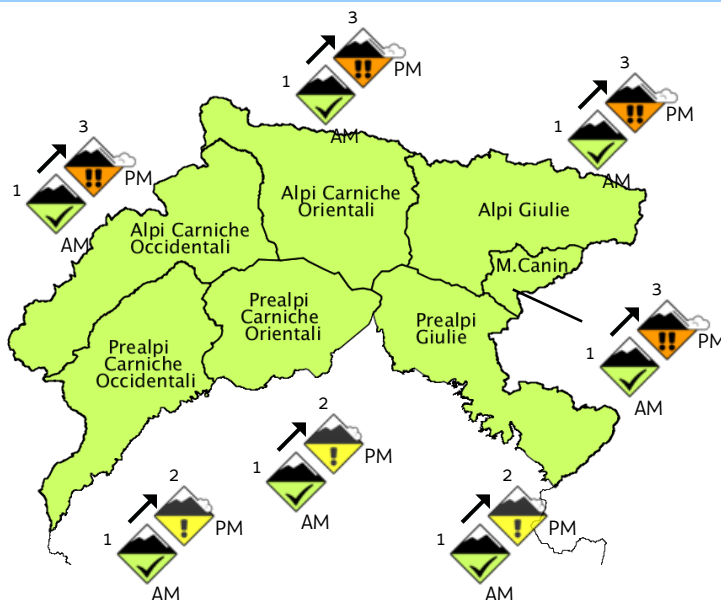 3
1
PM
AM
3
1
PM
AM
3
1
PM
AM
Alpi Carniche
Orientali
Alpi Giulie
Alpi Carniche
Occidentali
M.Canin
Prealpi
Carniche
Orientali
Prealpi
Giulie
3
1
PM
AM
Prealpi
Carniche
Occidentali
2
1
PM
AM
2
1
PM
AM
2
1
PM
AM